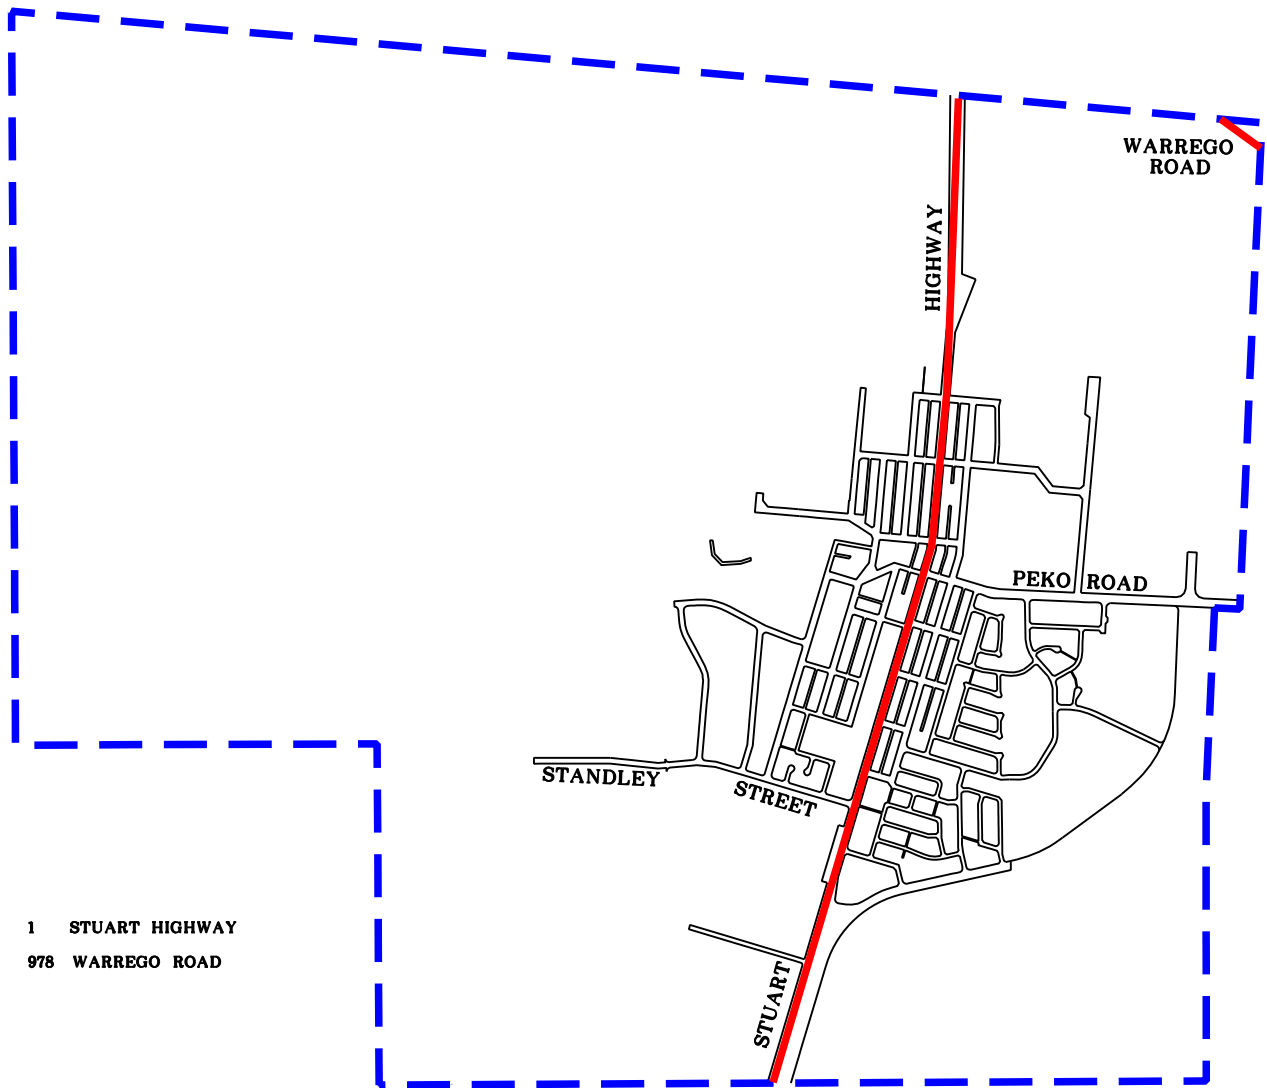 WARREGO
ROAD
HIGHWAY
PEKO ROAD
STANDLEY
STREET
STUART
1 STUART HIGHWAY
978 WARREGO ROAD